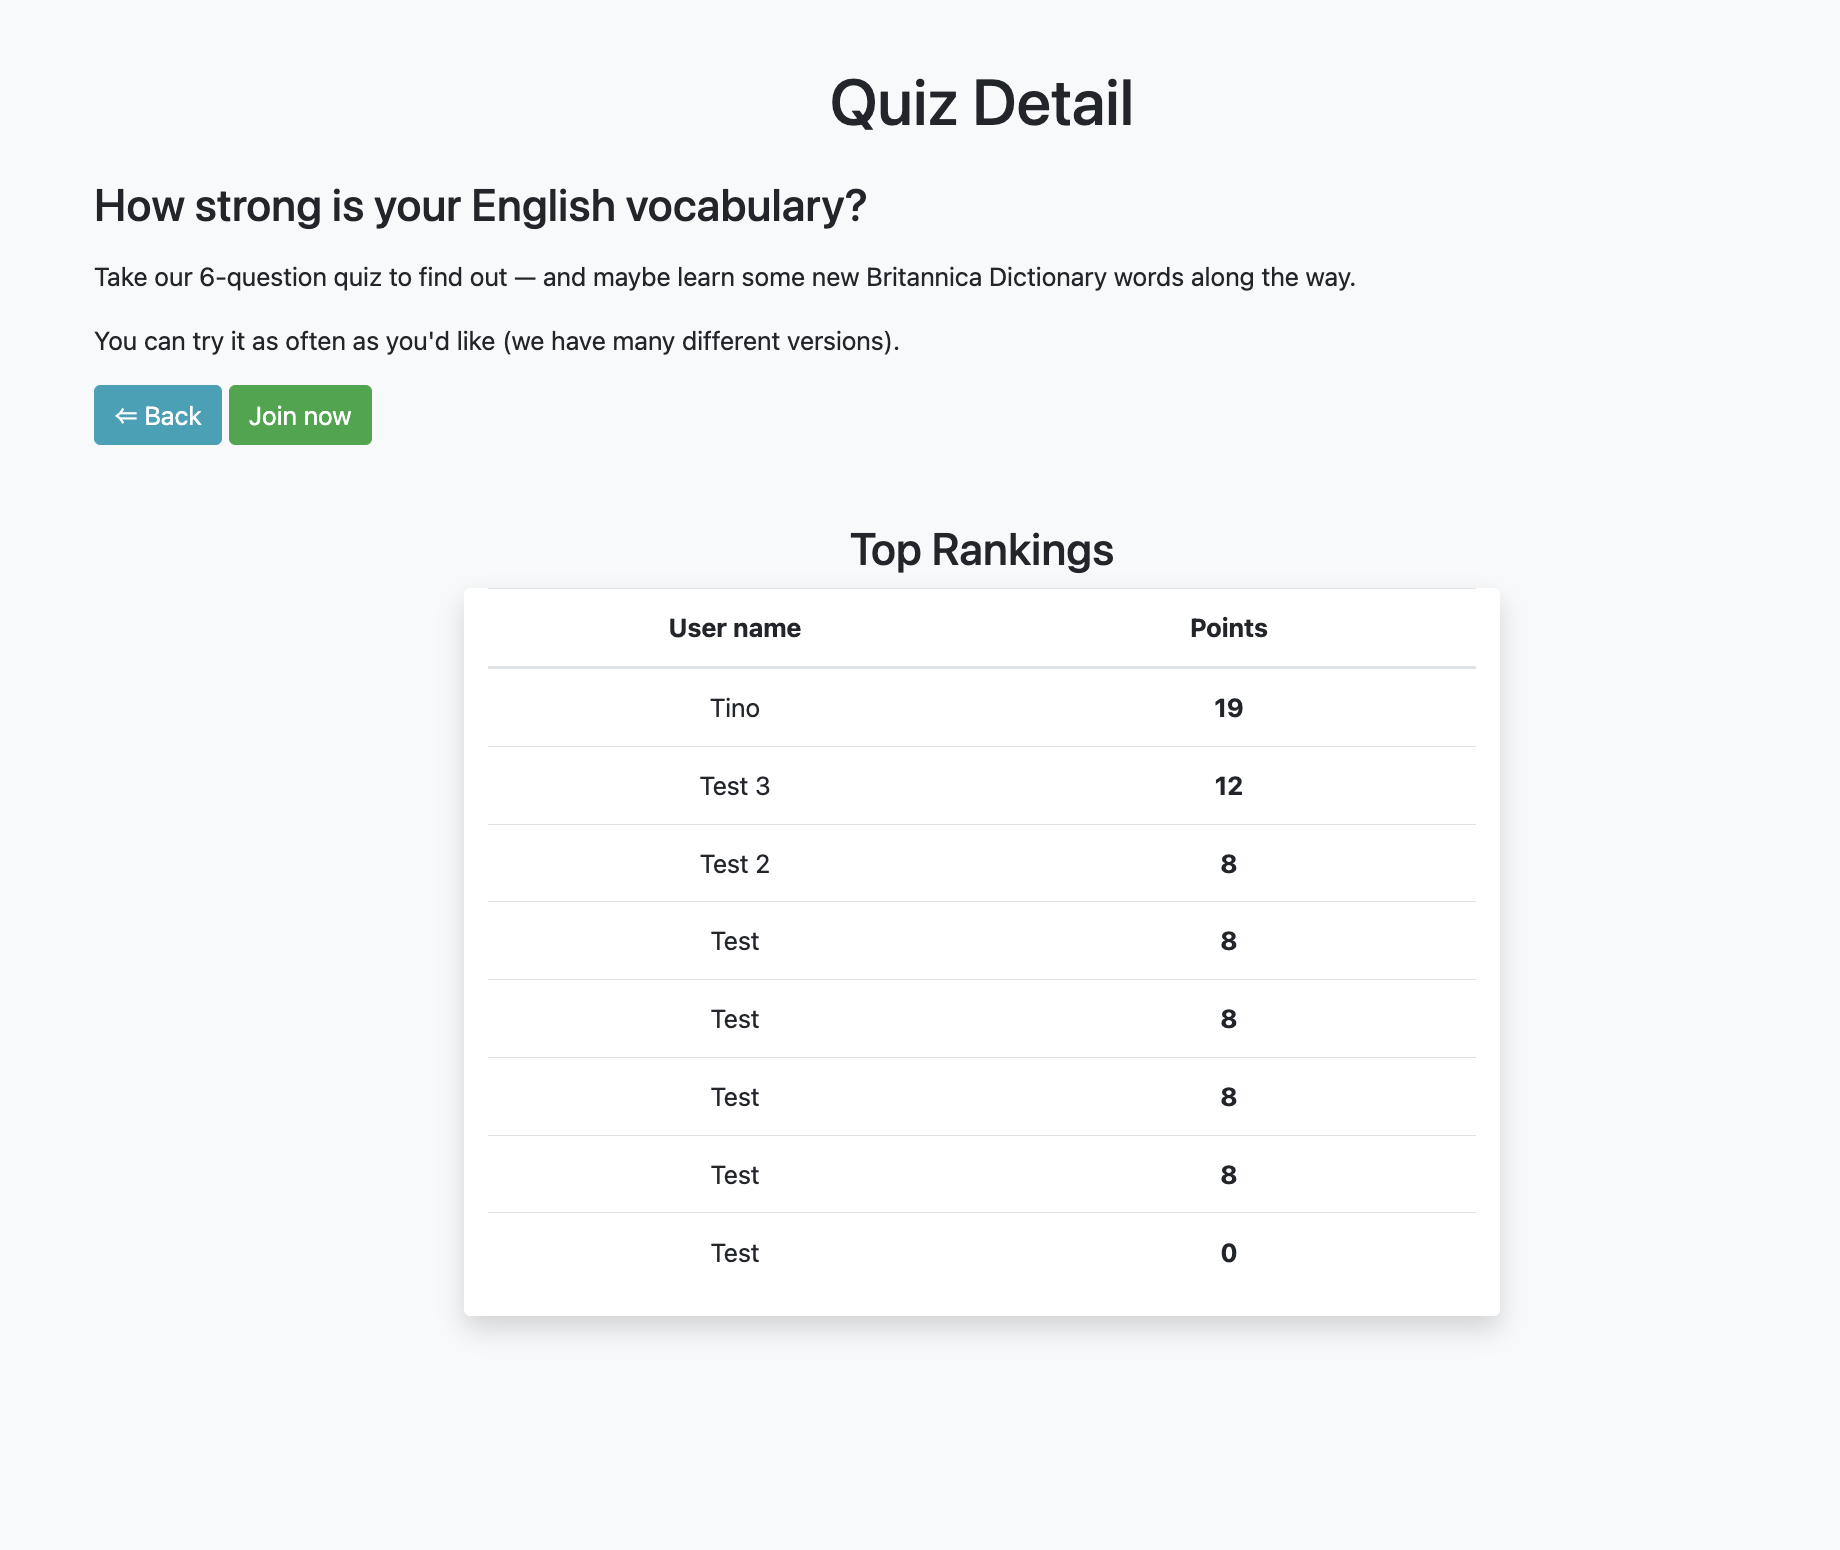 Quiz Detail
How strong is your English vocabulary?
Take our 6-question quiz to find out — and maybe learn some new Britannica Dictionary words along the way.
You can try it as often as you'd like (we have many different versions).
⇐ Back Join now
Top Rankings
User name Points
Tino 19
Test 3 12
Test 2 8
Test 8
Test 8
Test 8
Test 8
Test 0